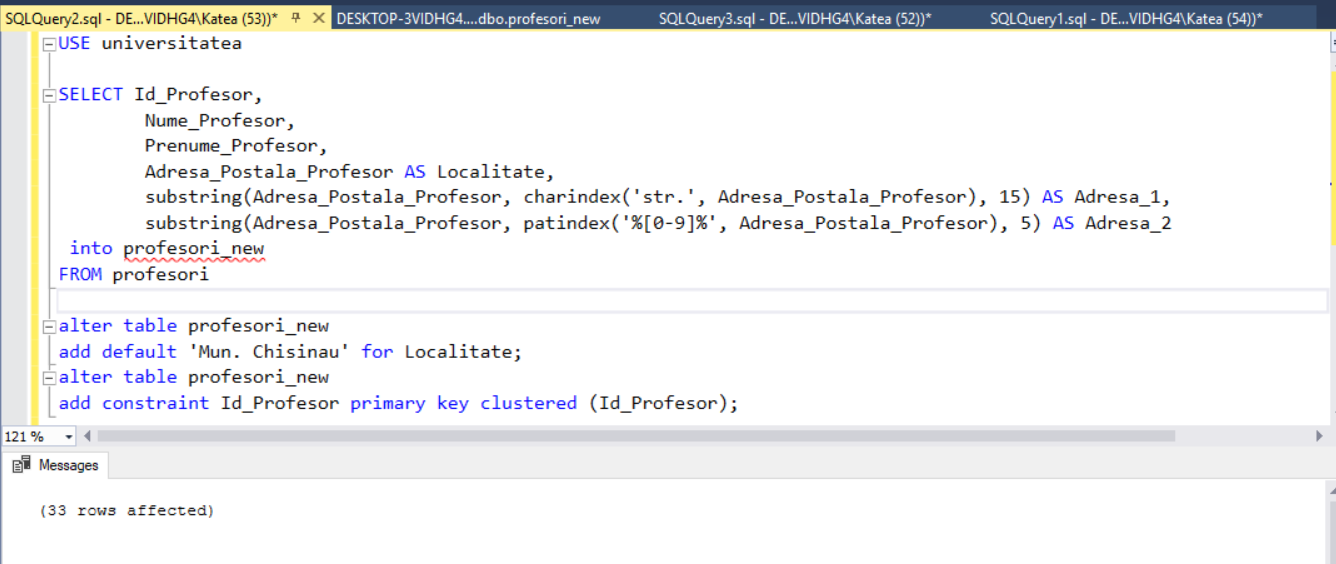 SQLQuery2.sql - DE...VIDHG4\Katea (53))* DESKTOP-3VIDHG4....dbo.profesori_new SQLQuery3.sql - DE...VIDHG4\Katea (52))* SQLQuery1.sql - DE...VIDHG4\Katea (54))*
USE universitatea
SELECT Id_Profesor,
Nume_Profesor,
Prenume_Profesor,
Adresa_Postala_Profesor AS Localitate,
substring(Adresa_Postala_Profesor, charindex('str.', Adresa_Postala_Profesor), 15) AS Adresa_1,
substring(Adresa_Postala_Profesor, patindex('%[0-9]%', Adresa_Postala_Profesor), 5) AS Adresa_2
into profesori_new
FROM profesori
alter table profesori_new
add default 'Mun. Chisinau' for Localitate;
alter table profesori_new
add constraint Id_Profesor primary key clustered (Id_Profesor);
121 %
Messages
(33 rows affected)